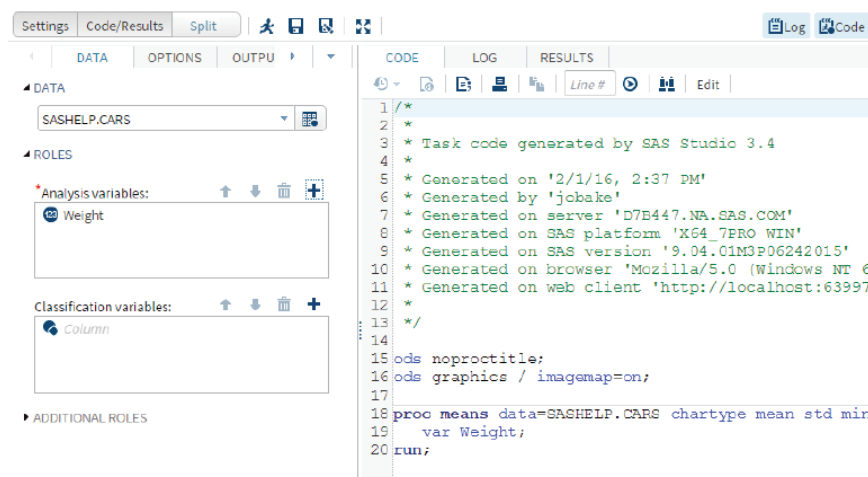 Settings Code/Results Split Log Code
DATA OPTIONS OUTPU
DATA
SASHELP.CARS
ROLES
*Analysis variables:
123 Weight
Classification variables:
Column
ADDITIONAL ROLES
CODE LOG RESULTS
Line # Edit
1 /*
2 *
3 * Task code generated by SAS Studio 3.4
4 *
5 * Generated on '2/1/16, 2:37 PM'
6 * Generated by 'jobake'
7 * Generated on server 'D7B447.NA.SAS.COM'
8 * Generated on SAS platform 'X64_7PRO WIN'
9 * Generated on SAS version '9.04.01M3P06242015'
10 * Generated on browser 'Mozilla/5.0 (Windows NT 6
11 * Generated on web client 'http://localhost:63997
12 *
13 */
14
15 ods noproctitle;
16 ods graphics / imagemap=on;
17
18 proc means data=SASHELP.CARS chartype mean std min
19 var Weight;
20 run;